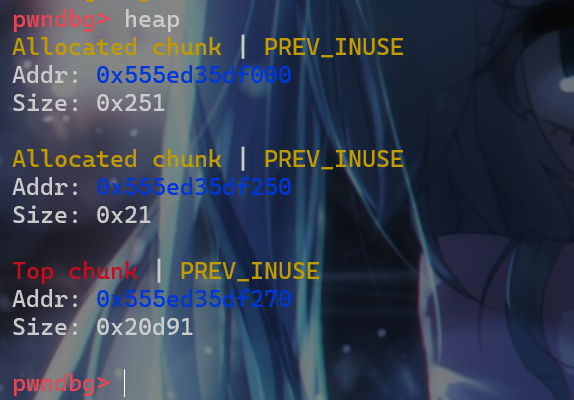 pwndbg> heap
Allocated chunk | PREV_INUSE
Addr: 0x555ed35df000
Size: 0x251
Allocated chunk | PREV_INUSE
Addr: 0x555ed35df250
Size: 0x21
Top chunk | PREV_INUSE
Addr: 0x555ed35df270
Size: 0x20d91
pwndbg>